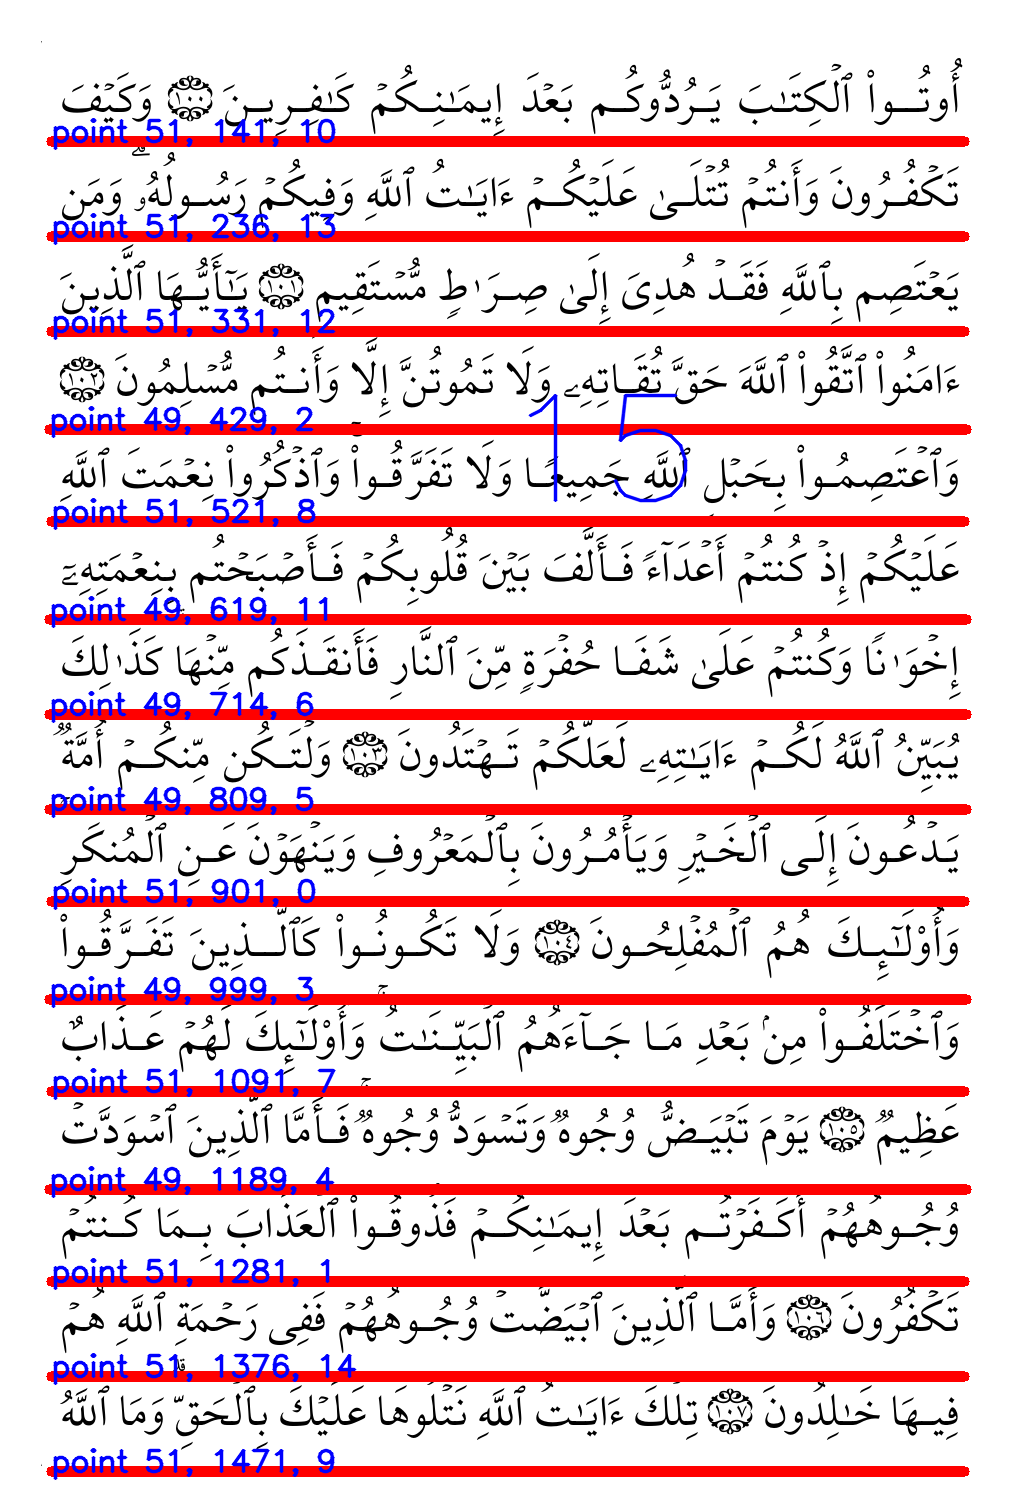 أُوتُوا۟ ٱلْكِتَـٰبَ يَرُدُّوكُم بَعْدَ إِيمَـٰنِكُمْ كَـٰفِرِينَ ١٠٠ وَكَيْفَ
point 51, 141, 10
تَكْفُرُونَ وَأَنتُمْ تُتْلَىٰ عَلَيْكُمْ ءَايَـٰتُ ٱللَّهِ وَفِيكُمْ رَسُولُهُۥ ۗ وَمَن
point 51, 236, 13
يَعْتَصِم بِٱللَّهِ فَقَدْ هُدِىَ إِلَىٰ صِرَٰطٍ مُّسْتَقِيمٍ ١٠١ يَـٰٓأَيُّهَا ٱلَّذِينَ
point 51, 331, 12
ءَامَنُوا۟ ٱتَّقُوا۟ ٱللَّهَ حَقَّ تُقَاتِهِۦ وَلَا تَمُوتُنَّ إِلَّا وَأَنتُم مُّسْلِمُونَ ١٠٢
15
point 49, 429, 2
وَٱعْتَصِمُوا۟ بِحَبْلِ ٱللَّهِ جَمِيعًا وَلَا تَفَرَّقُوا۟ ۚ وَٱذْكُرُوا۟ نِعْمَتَ ٱللَّهِ
point 51, 521, 8
عَلَيْكُمْ إِذْ كُنتُمْ أَعْدَآءً فَأَلَّفَ بَيْنَ قُلُوبِكُمْ فَأَصْبَحْتُم بِنِعْمَتِهِۦٓ
point 49, 619, 11
إِخْوَٰنًا وَكُنتُمْ عَلَىٰ شَفَا حُفْرَةٍ مِّنَ ٱلنَّارِ فَأَنقَذَكُم مِّنْهَا ۗ كَذَٰلِكَ
point 49, 714, 6
يُبَيِّنُ ٱللَّهُ لَكُمْ ءَايَـٰتِهِۦ لَعَلَّكُمْ تَهْتَدُونَ ١٠٣ وَلْتَكُن مِّنكُمْ أُمَّةٌ
point 49, 809, 5
يَدْعُونَ إِلَى ٱلْخَيْرِ وَيَأْمُرُونَ بِٱلْمَعْرُوفِ وَيَنْهَوْنَ عَنِ ٱلْمُنكَرِ ۚ
point 51, 901, 0
وَأُو۟لَـٰٓئِكَ هُمُ ٱلْمُفْلِحُونَ ١٠٤ وَلَا تَكُونُوا۟ كَٱلَّذِينَ تَفَرَّقُوا۟
point 49, 999, 3
وَٱخْتَلَفُوا۟ مِنۢ بَعْدِ مَا جَآءَهُمُ ٱلْبَيِّنَـٰتُ ۚ وَأُو۟لَـٰٓئِكَ لَهُمْ عَذَابٌ
point 51, 1091, 7
عَظِيمٌ ١٠٥ يَوْمَ تَبْيَضُّ وُجُوهٌ وَتَسْوَدُّ وُجُوهٌ ۚ فَأَمَّا ٱلَّذِينَ ٱسْوَدَّتْ
point 49, 1189, 4
وُجُوهُهُمْ أَكَفَرْتُم بَعْدَ إِيمَـٰنِكُمْ فَذُوقُوا۟ ٱلْعَذَابَ بِمَا كُنتُمْ
point 51, 1281, 1
تَكْفُرُونَ ١٠٦ وَأَمَّا ٱلَّذِينَ ٱبْيَضَّتْ وُجُوهُهُمْ فَفِى رَحْمَةِ ٱللَّهِ هُمْ
point 51, 1376, 14
فِيهَا خَـٰلِدُونَ ١٠٧ تِلْكَ ءَايَـٰتُ ٱللَّهِ نَتْلُوهَا عَلَيْكَ بِٱلْحَقِّ ۗ وَمَا ٱللَّهُ
point 51, 1471, 9